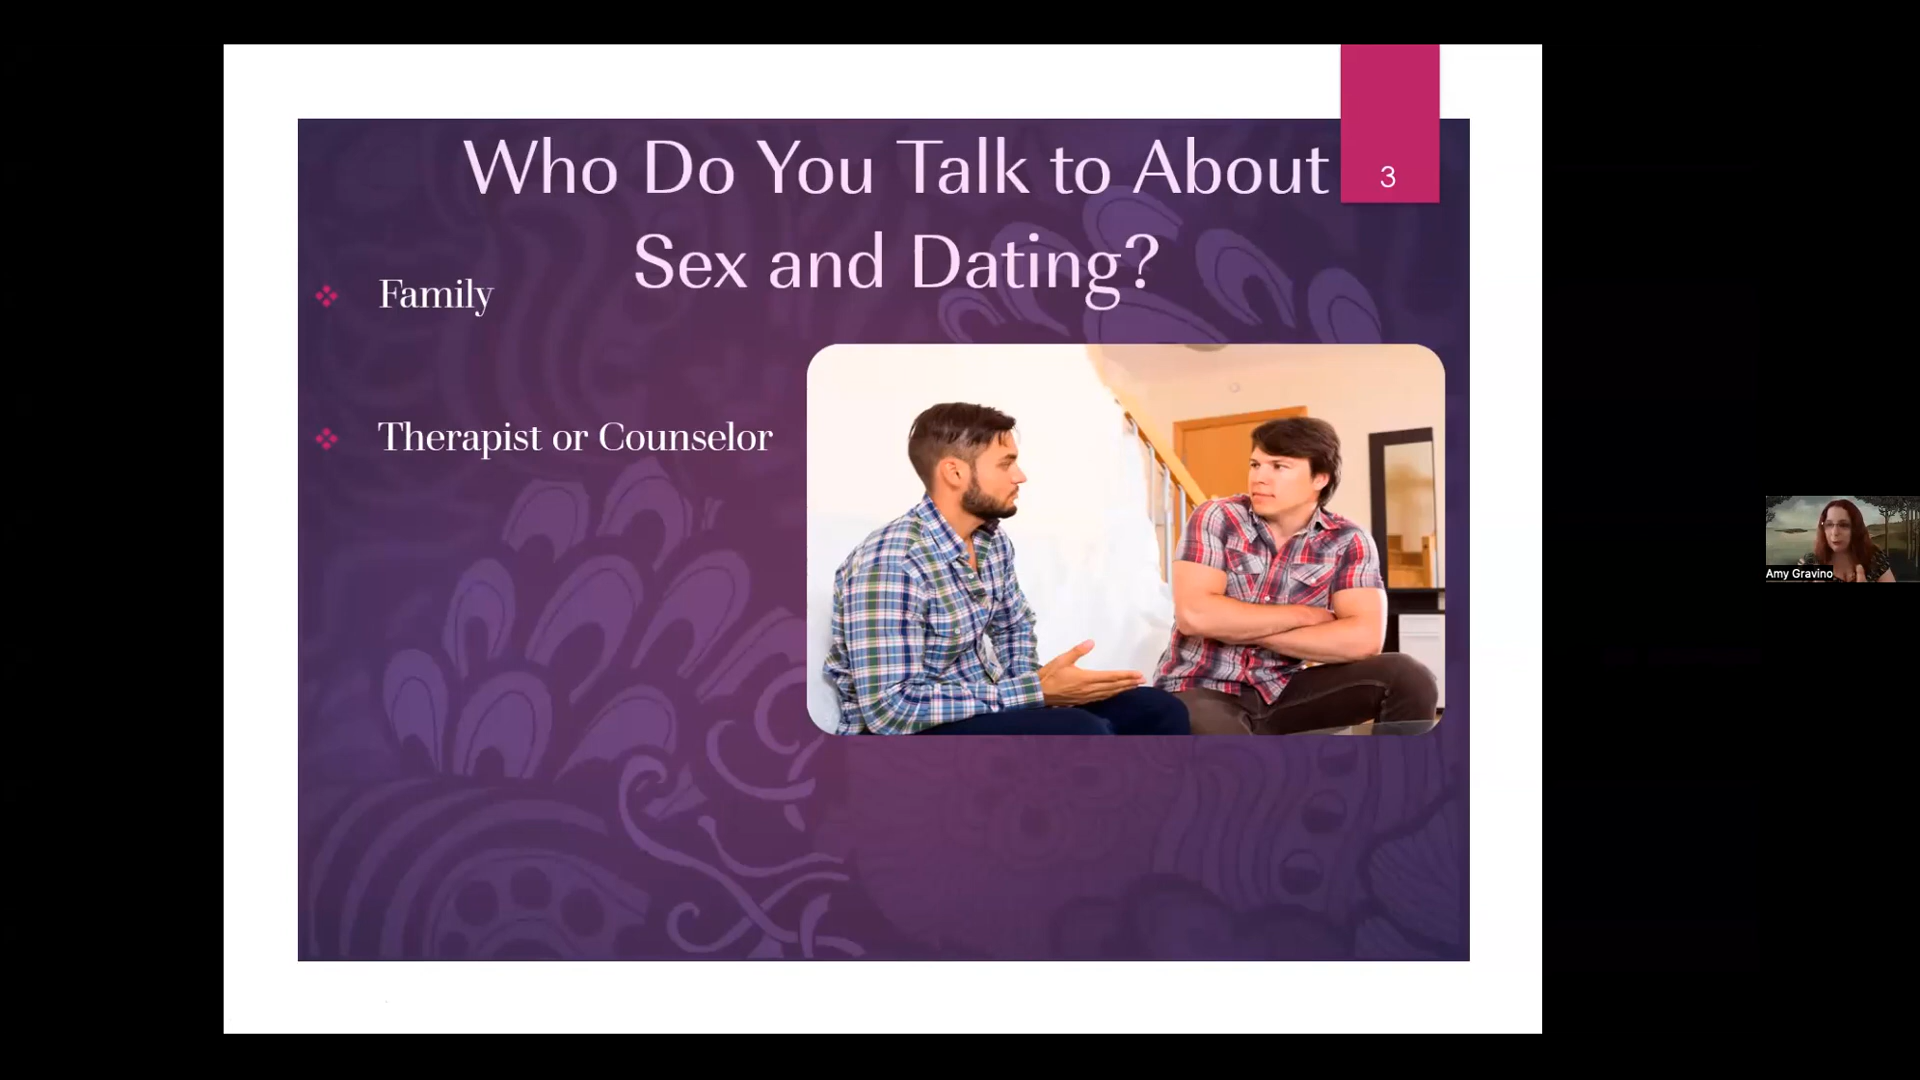 Who Do You Talk to About
Sex and Dating?
3
Family
Therapist or Counselor
Amy Gravino